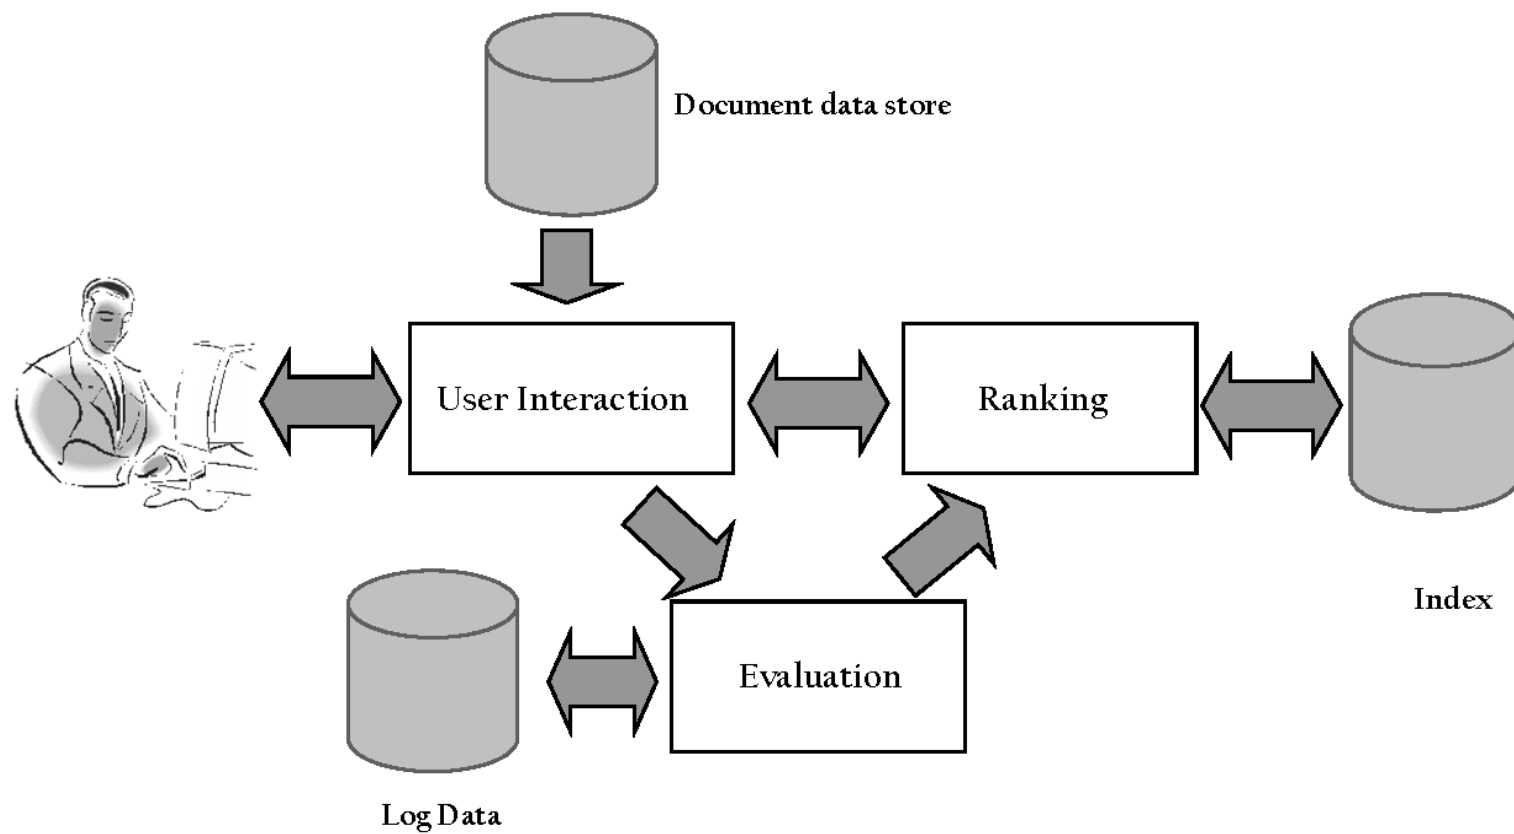 Document data store
User Interaction
Ranking
Index
Evaluation
Log Data